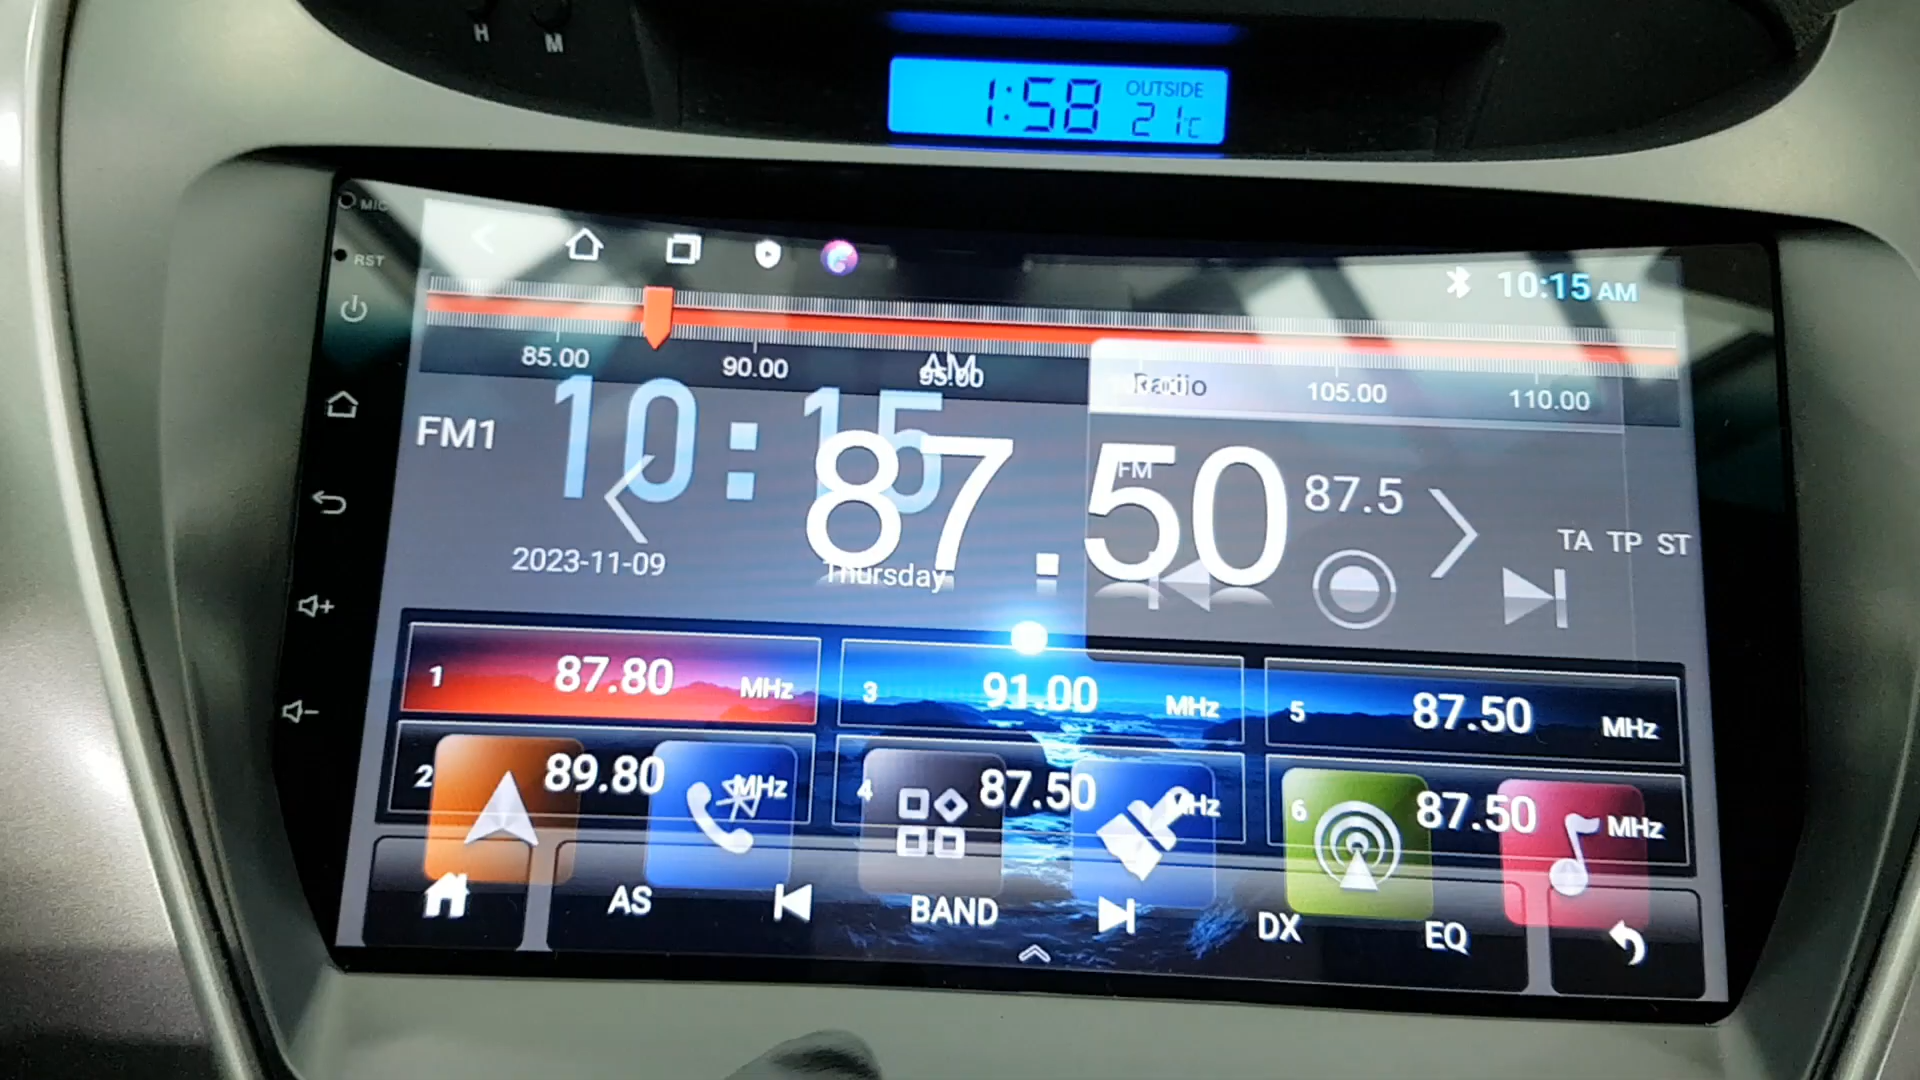 H M
1:58 OUTSIDE 21°C
MIC
RST
10:15 AM
85.00 90.00 95.00 105.00 110.00
AM
Radio
FM1
10:15
87.50
FM
87.5
TA TP ST
2023-11-09
Thursday
1 87.80 MHz
3 91.00 MHz
5 87.50 MHz
2 89.80 MHz
4 87.50 MHz
6 87.50 MHz
AS BAND DX EQ